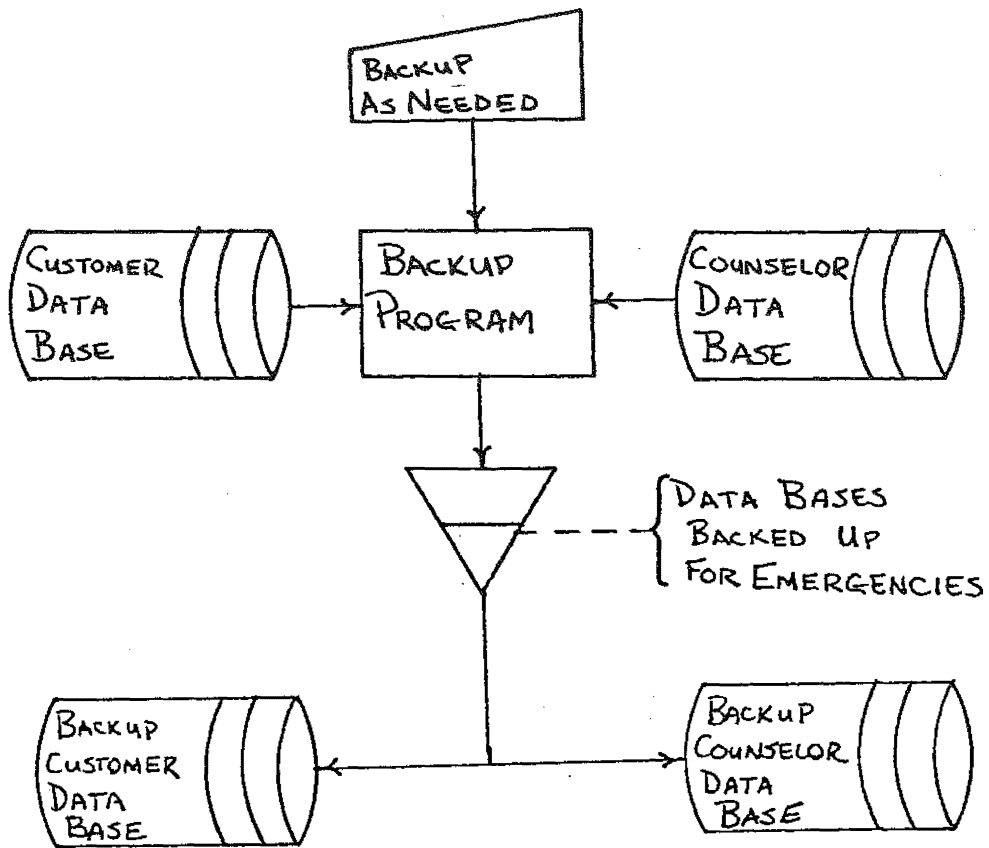 BACKUP
AS NEEDED
CUSTOMER
DATA
BASE
BACKUP
PROGRAM
COUNSELOR
DATA
BASE
DATA BASES
BACKED UP
FOR EMERGENCIES
BACKUP
CUSTOMER
DATA
BASE
BACKUP
COUNSELOR
DATA
BASE